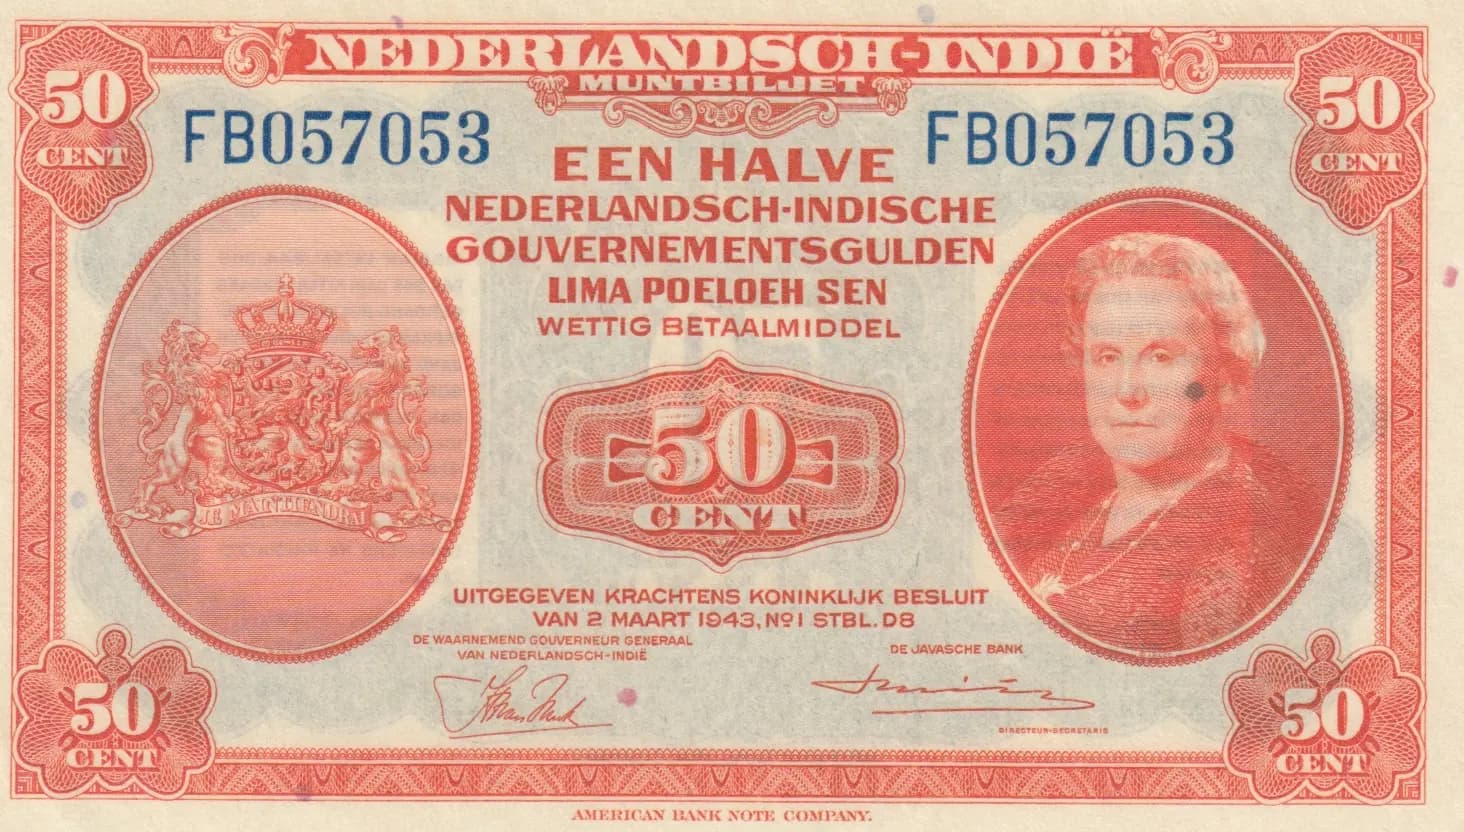 NEDERLANDSCH-INDIË
MUNTBILJET
50
CENT
50
CENT
FB057053
FB057053
EEN HALVE
NEDERLANDSCH-INDISCHE
GOUVERNEMENTSGULDEN
LIMA POELOEH SEN
WETTIG BETAALMIDDEL
50
CENT
JE MAINTIENDRAI
UITGEGEVEN KRACHTENS KONINKLIJK BESLUIT
VAN 2 MAART 1943, No 1 STBL. D8
DE WAARNEMEND GOUVERNEUR GENERAAL
VAN NEDERLANDSCH-INDIË
DE JAVASCHE BANK
DIRECTEUR-SECRETARIS
50
CENT
50
CENT
AMERICAN BANK NOTE COMPANY.